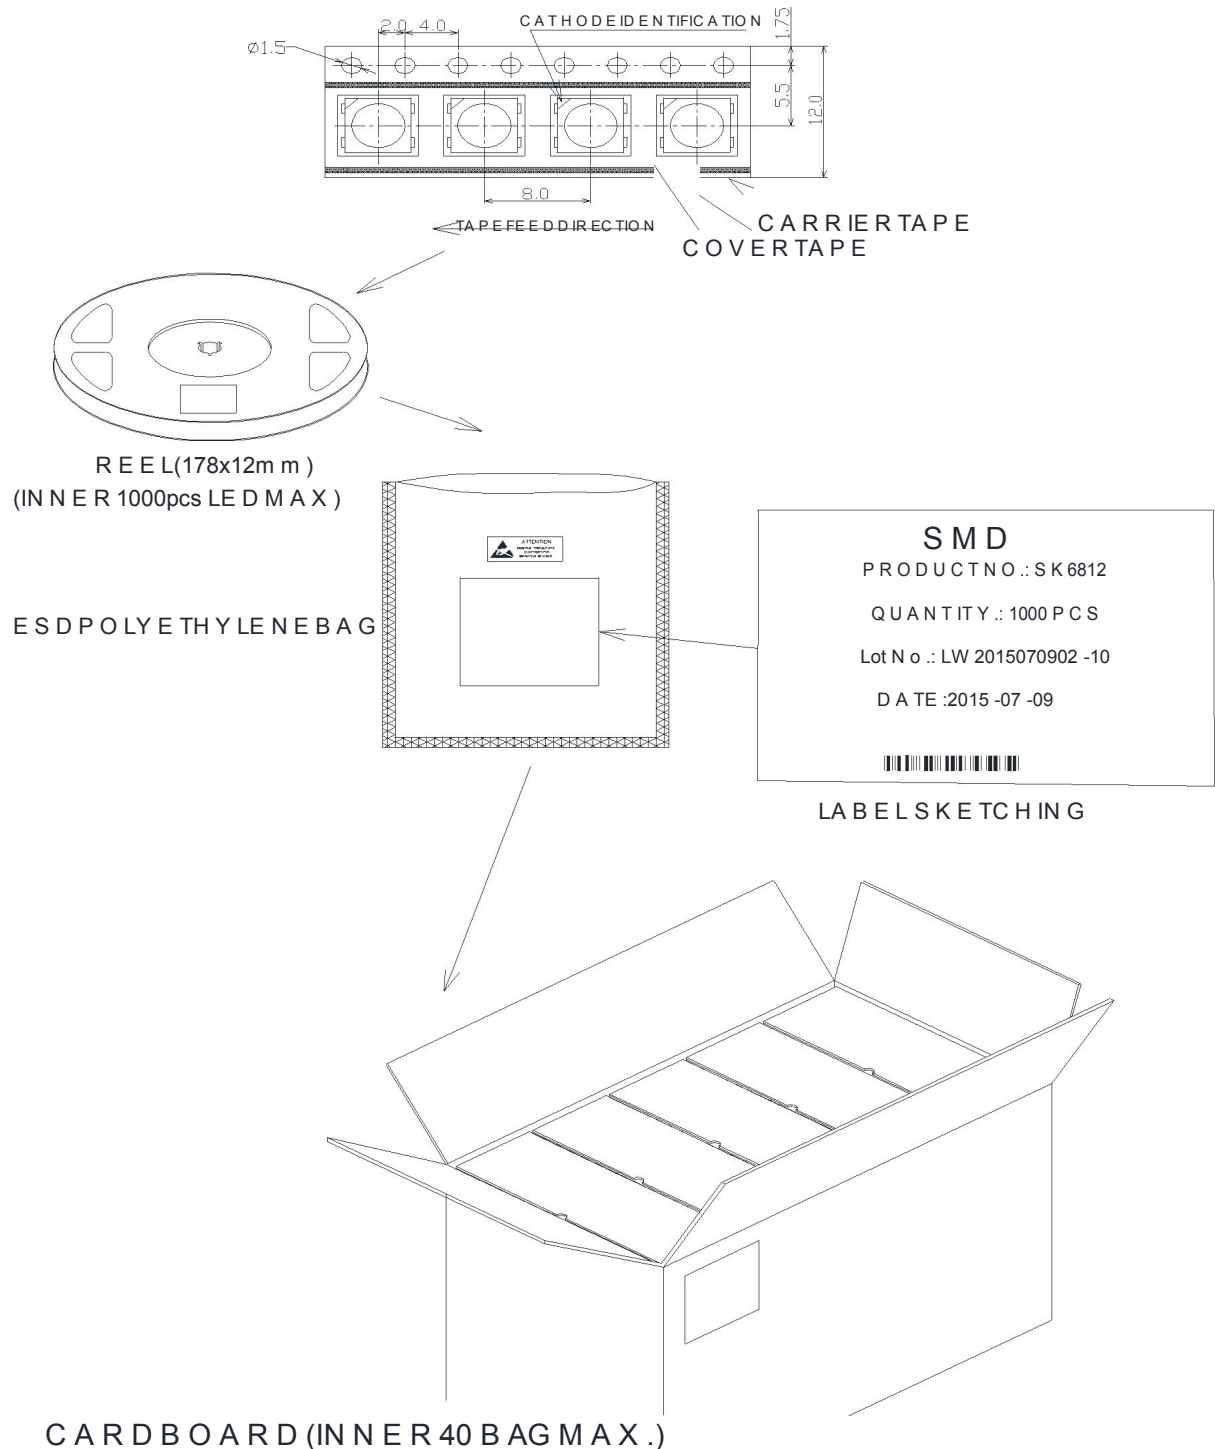 CATHODE IDENTIFICATION
2.0 4.0
Ø1.5
1.75
5.5
12.0
8.0
TAPE FEED DIRECTION
CARRIER TAPE
COVER TAPE
REEL(178x12mm)
(INNER 1000pcs LED MAX)
ATTENTION
ESD POLYETHYLENE BAG
SMD
PRODUCT NO.: SK6812
QUANTITY.: 1000 PCS
Lot No.: LW 2015070902 -10
DATE :2015 -07 -09
LABEL SKETCHING
CARDBOARD (INNER 40 BAG MAX.)